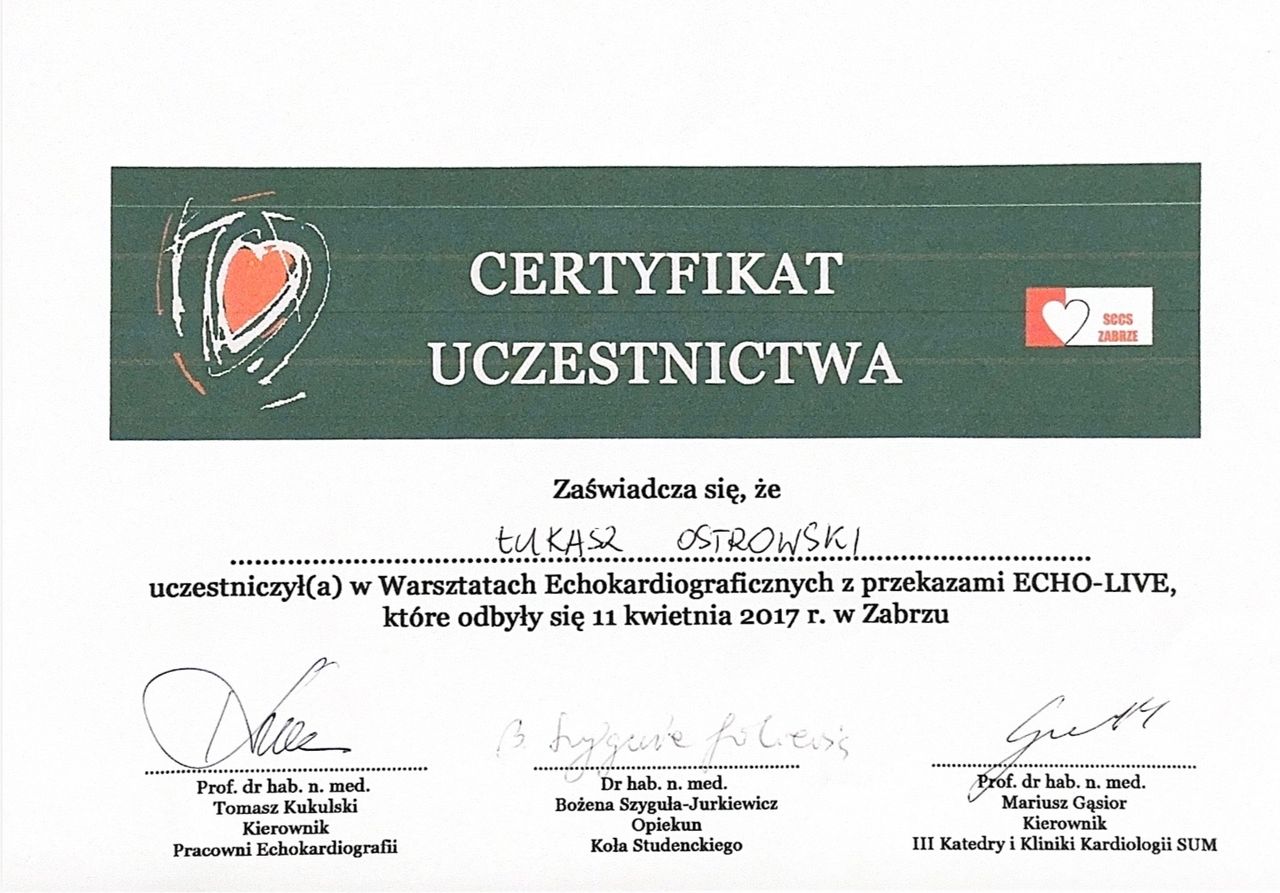 CERTYFIKAT
UCZESTNICTWA
SCCS
ZABRZE
Zaświadcza się, że
ŁUKASZ OSTROWSKI
uczestniczył(a) w Warsztatach Echokardiograficznych z przekazami ECHO-LIVE,
które odbyły się 11 kwietnia 2017 r. w Zabrzu
Prof. dr hab. n. med.
Tomasz Kukulski
Kierownik
Pracowni Echokardiografii
Dr hab. n. med.
Bożena Szyguła-Jurkiewicz
Opiekun
Koła Studenckiego
Prof. dr hab. n. med.
Mariusz Gąsior
Kierownik
III Katedry i Kliniki Kardiologii SUM